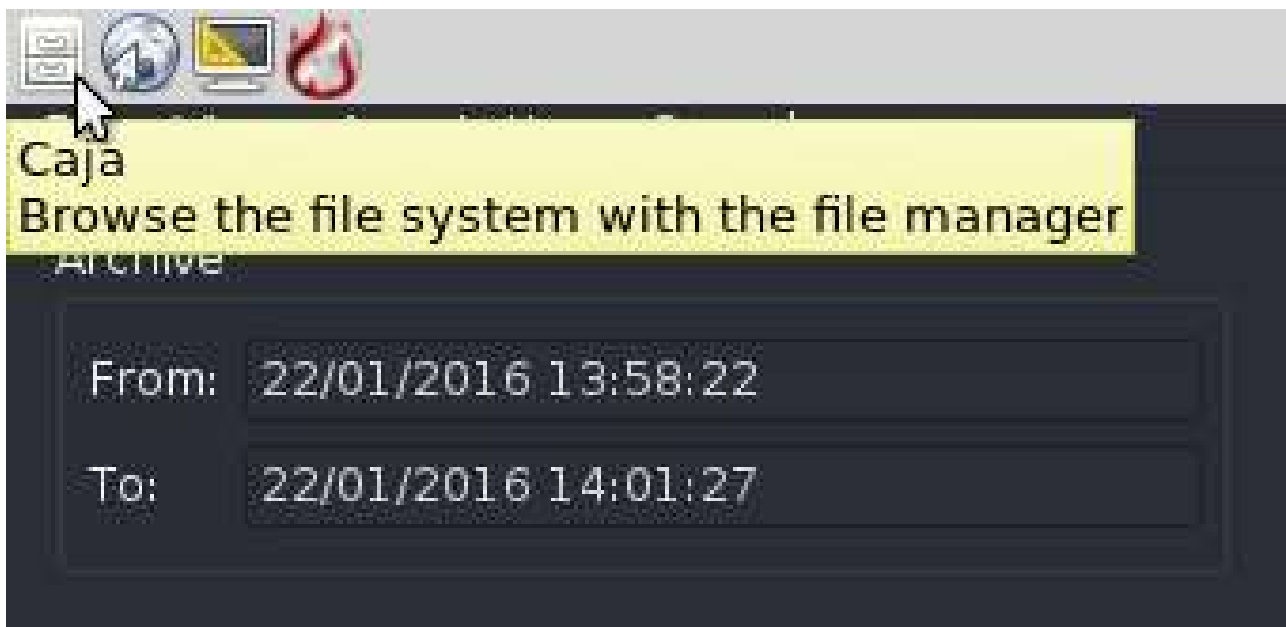 Caja
Browse the file system with the file manager
Archive
From: 22/01/2016 13:58:22
To: 22/01/2016 14:01:27